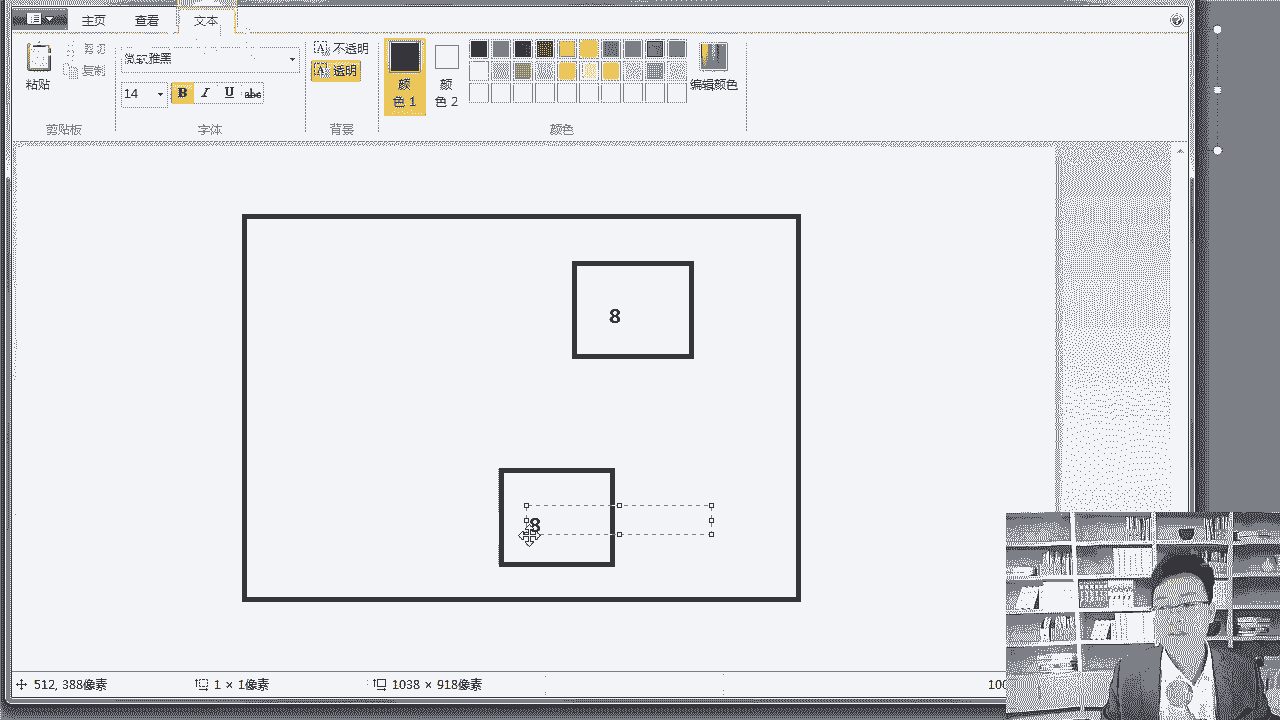 主页 查看 文本
剪切
复制
粘贴
剪贴板
微软雅黑
14
B I U abc
字体
A 不透明
A 透明
背景
颜
色 1
颜
色 2
编辑颜色
颜色
8
8
512, 388像素
1 × 1像素
1038 × 918像素
100